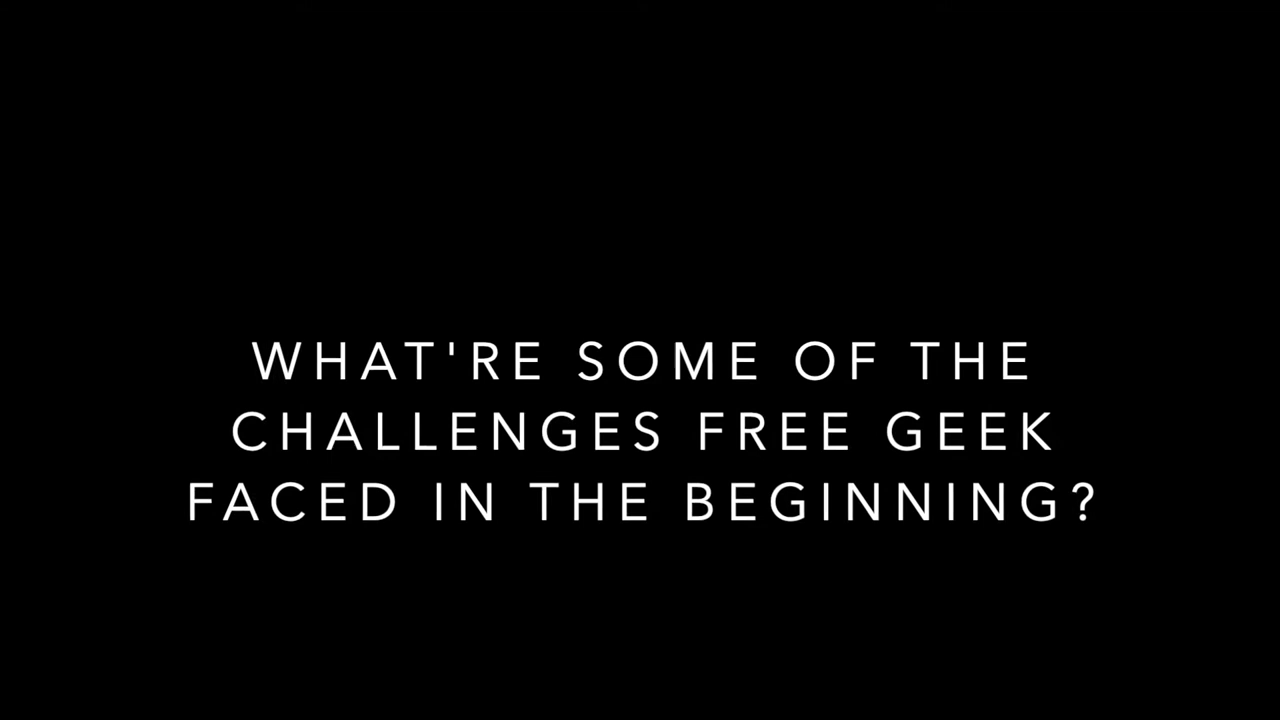 WHAT'RE SOME OF THE
CHALLENGES FREE GEEK
FACED IN THE BEGINNING?